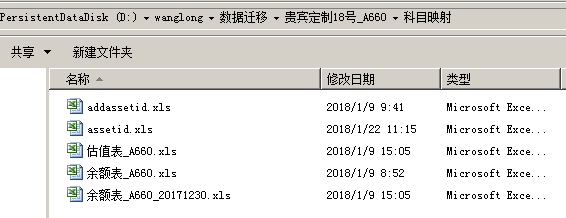 PersistentDataDisk (D:) ▾ wanglong ▾ 数据迁移 ▾ 贵宾定制18号_A660 ▾ 科目映射
共享 ▾ 新建文件夹
名称 修改日期 类型
addassetid.xls 2018/1/9 9:41 Microsoft Exce...
assetid.xls 2018/1/22 11:15 Microsoft Exce...
估值表_A660.xls 2018/1/9 15:05 Microsoft Exce...
余额表_A660.xls 2018/1/9 8:52 Microsoft Exce...
余额表_A660_20171230.xls 2018/1/9 15:05 Microsoft Exce...